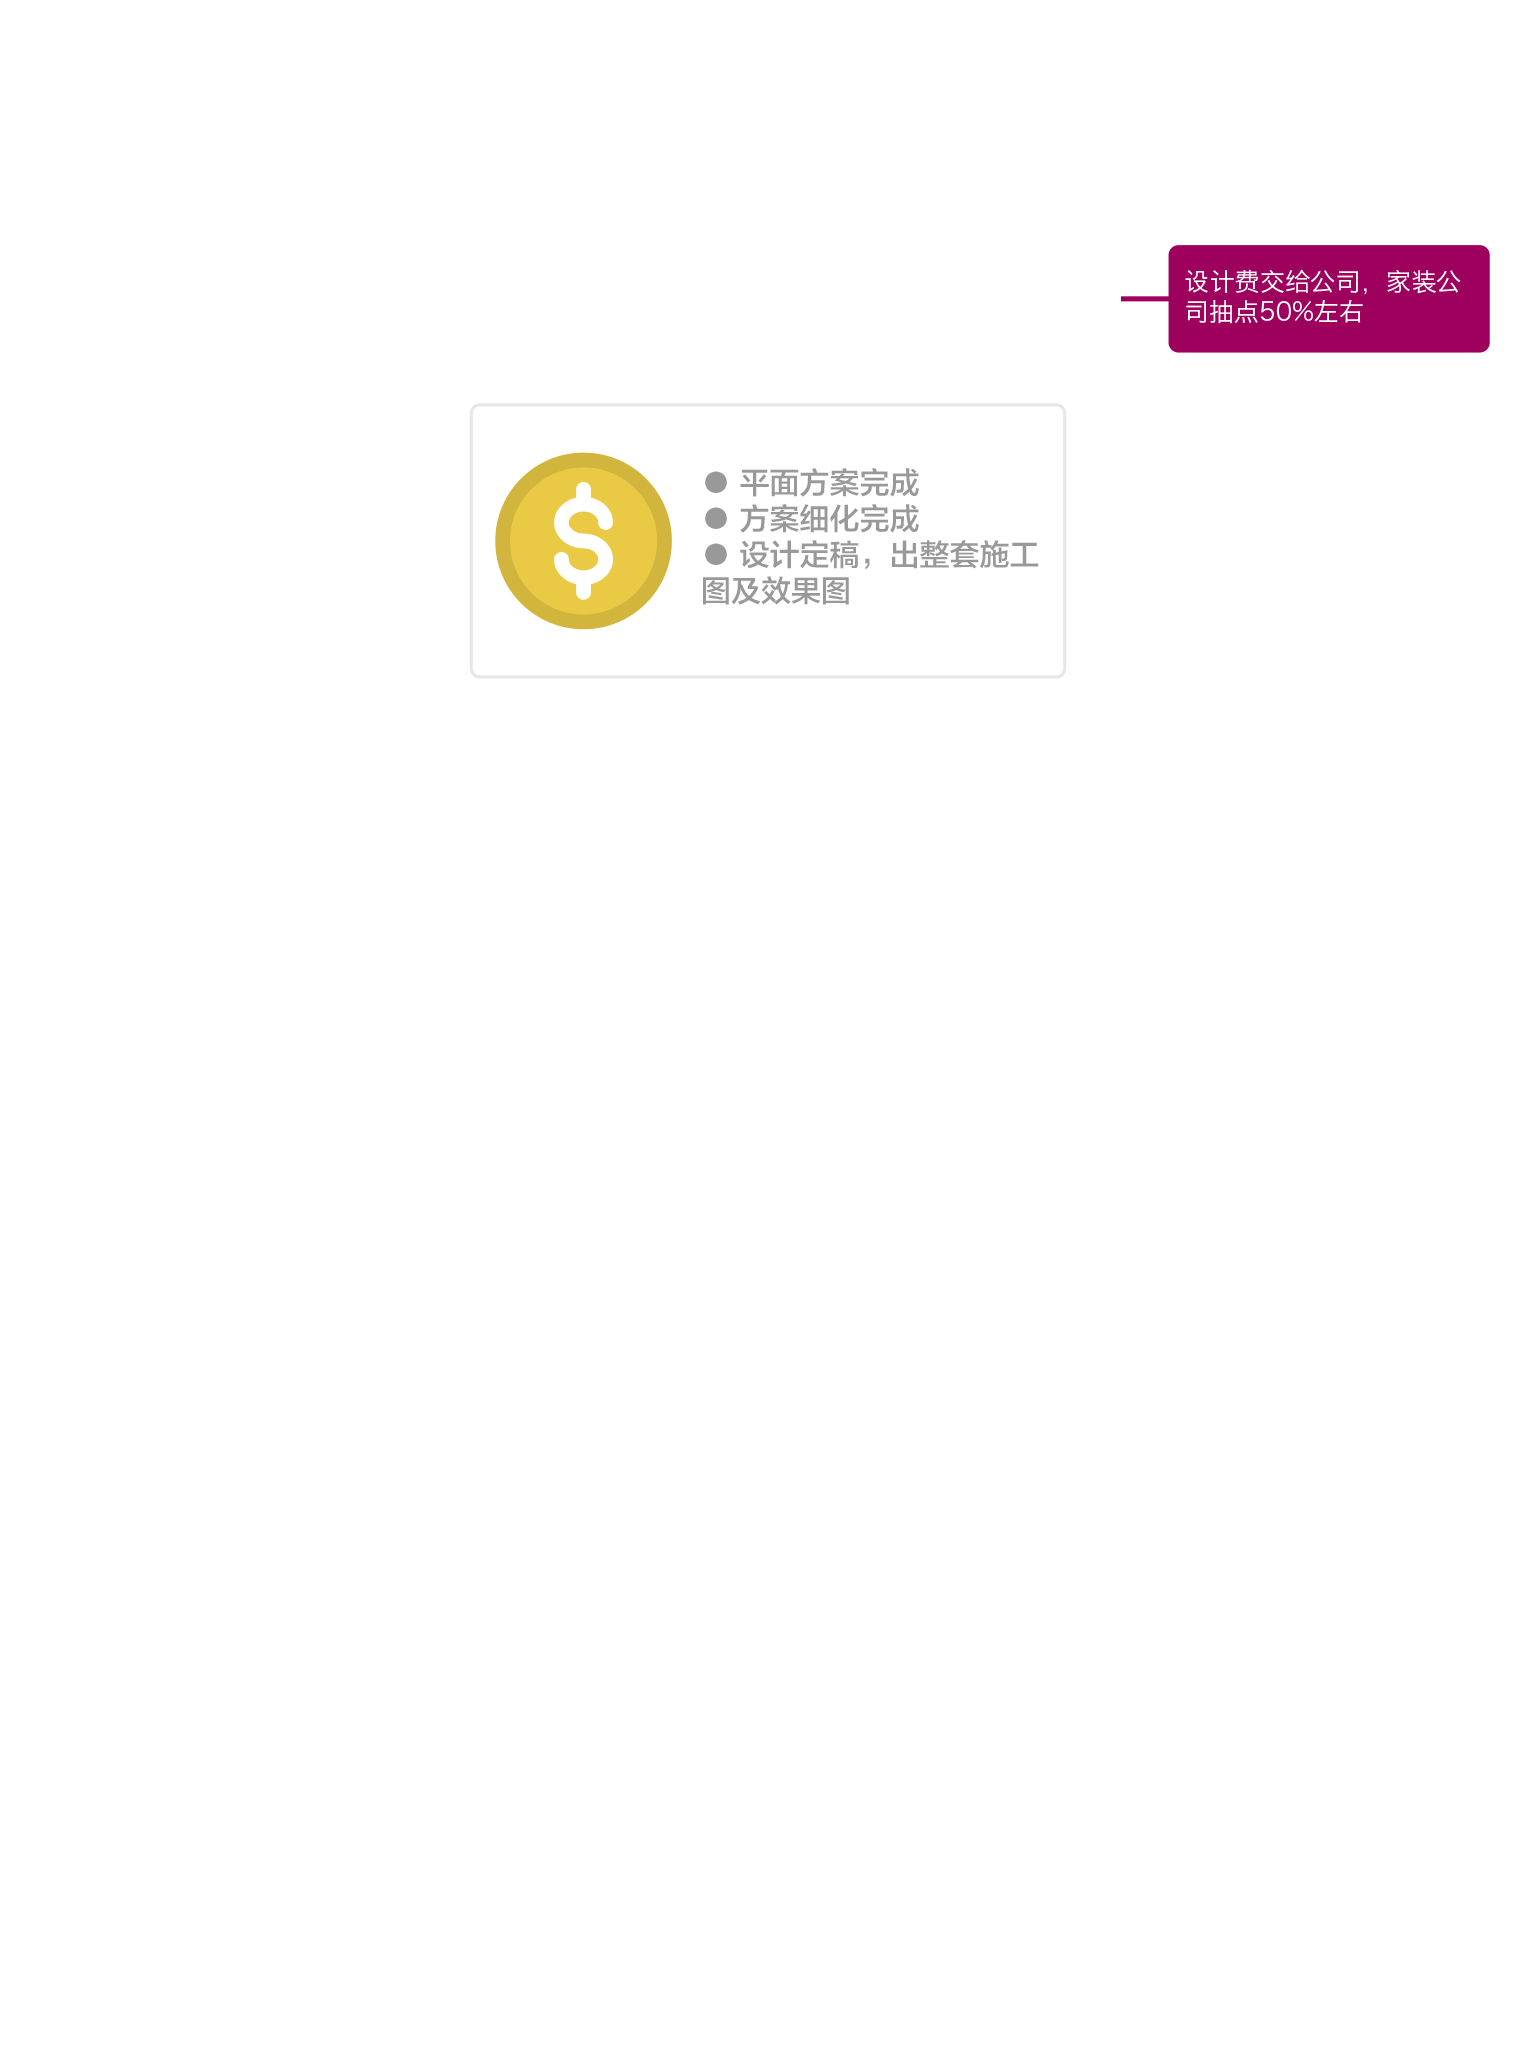 设计费交给公司，家装公
司抽点50%左右
● 平面方案完成
● 方案细化完成
● 设计定稿，出整套施工
图及效果图